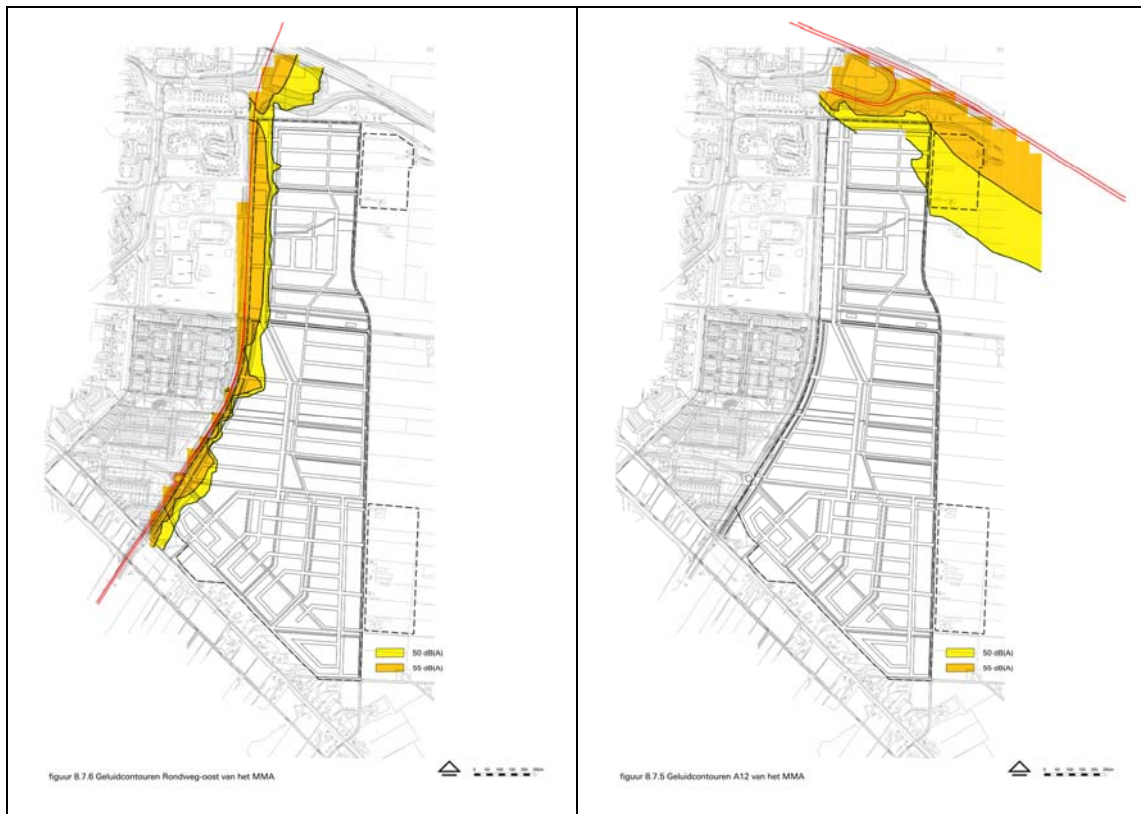 50 dB(A)
55 dB(A)
figuur 8.7.6 Geluidcontouren Rondweg-oost van het MMA
50 dB(A)
55 dB(A)
figuur 8.7.5 Geluidcontouren A12 van het MMA